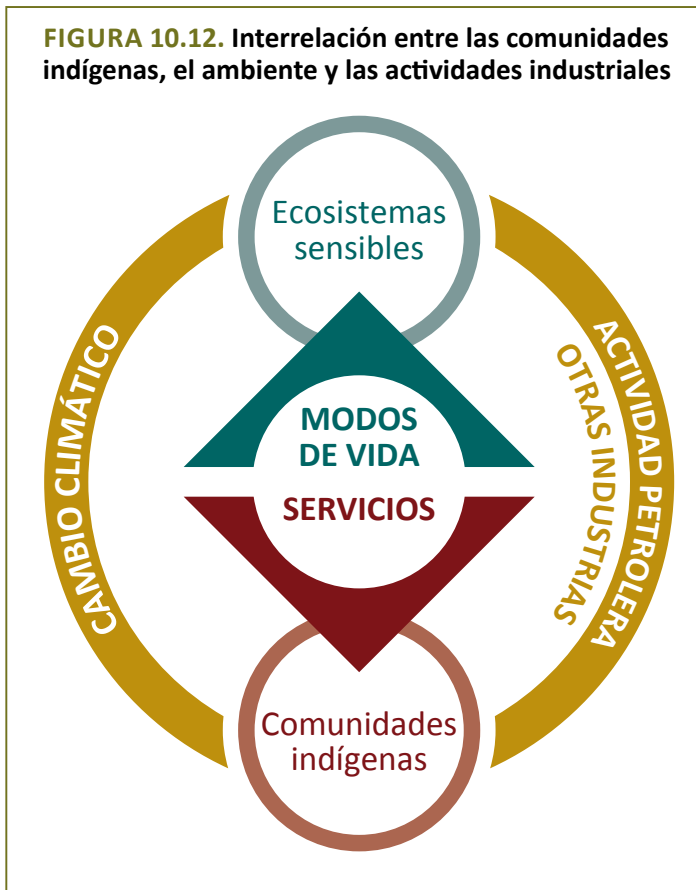 FIGURA 10.12. Interrelación entre las comunidades
indígenas, el ambiente y las actividades industriales
Ecosistemas
sensibles
CAMBIO CLIMÁTICO
MODOS
DE VIDA
SERVICIOS
ACTIVIDAD PETROLERA
OTRAS INDUSTRIAS
Comunidades
indígenas